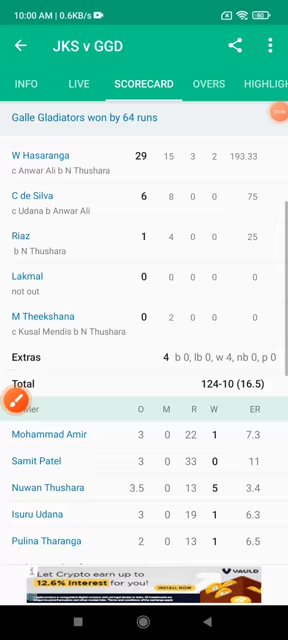 10:00 AM | 0.6KB/s
60
JKS v GGD
INFO LIVE SCORECARD OVERS HIGHLIGH
Galle Gladiators won by 64 runs
W Hasaranga 29 15 3 2 193.33
c Anwar Ali b N Thushara
C de Silva 6 8 0 0 75
c Udana b Anwar Ali
Riaz 1 4 0 0 25
b N Thushara
Lakmal 0 0 0 0 0
not out
M Theekshana 0 2 0 0 0
c Kusal Mendis b N Thushara
Extras 4 b 0, lb 0, w 4, nb 0, p 0
Total 124-10 (16.5)
O M R W ER
Mohammad Amir 3 0 22 1 7.3
Samit Patel 3 0 33 0 11
Nuwan Thushara 3.5 0 13 5 3.4
Isuru Udana 3 0 19 1 6.3
Pulina Tharanga 2 0 13 1 6.5
Let Crypto earn up to
12.6% interest for you!
INSTALL NOW
VAULD